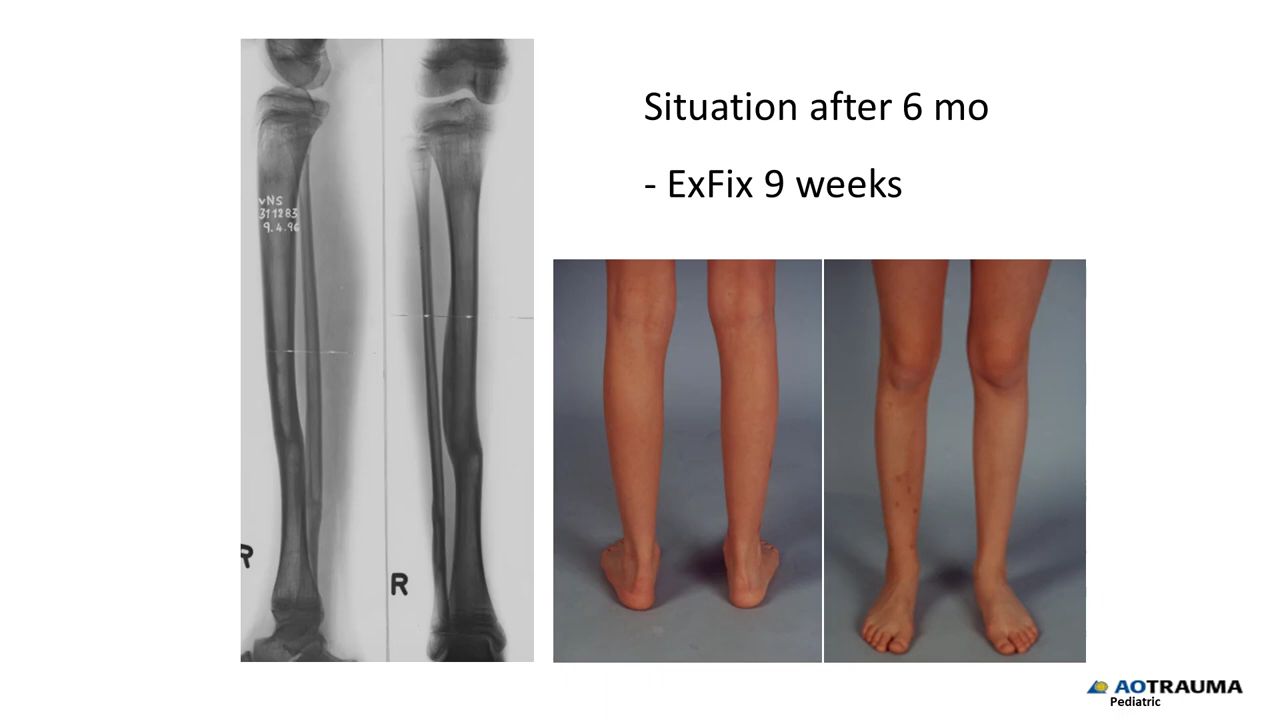 Situation after 6 mo
- ExFix 9 weeks
vNS
311283
9.4.96
R
R
AOTRAUMA
Pediatric